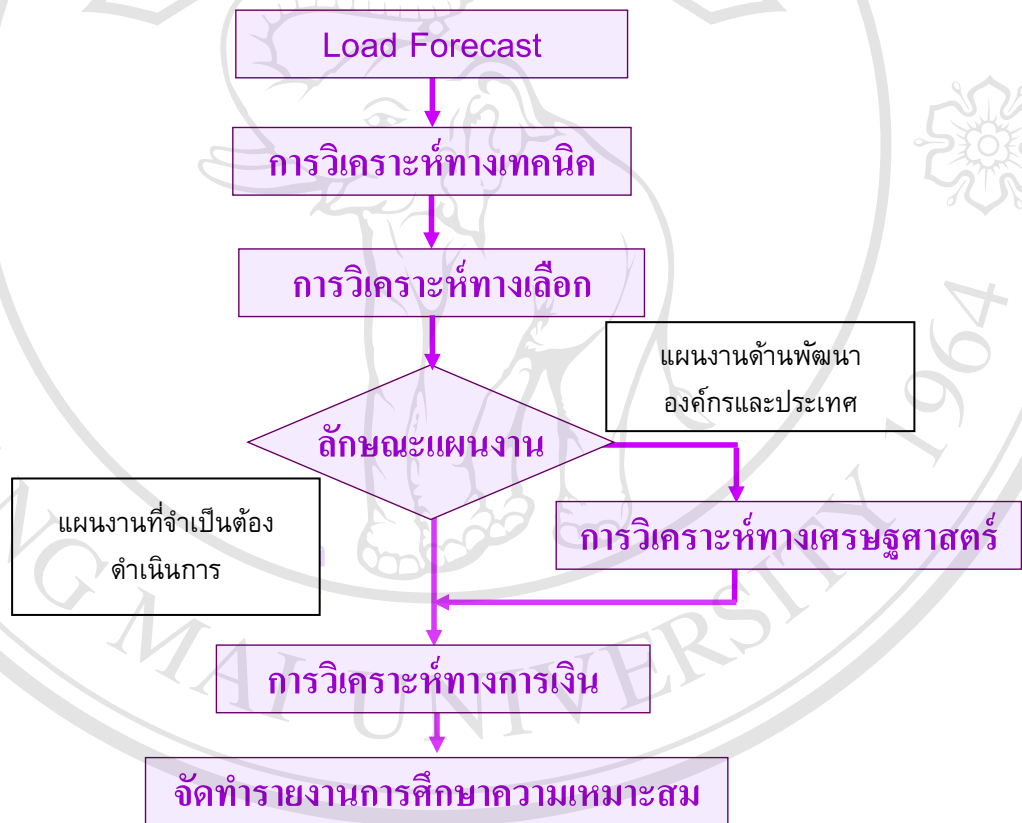 Load Forecast
การวิเคราะห์ทางเทคนิค
การวิเคราะห์ทางเลือก
แผนงานด้านพัฒนา
องค์กรและประเทศ
ลักษณะแผนงาน
แผนงานที่จำเป็นต้อง
ดำเนินการ
การวิเคราะห์ทางเศรษฐศาสตร์
การวิเคราะห์ทางการเงิน
จัดทำรายงานการศึกษาความเหมาะสม
NG MAI UNIVERSITY 1964